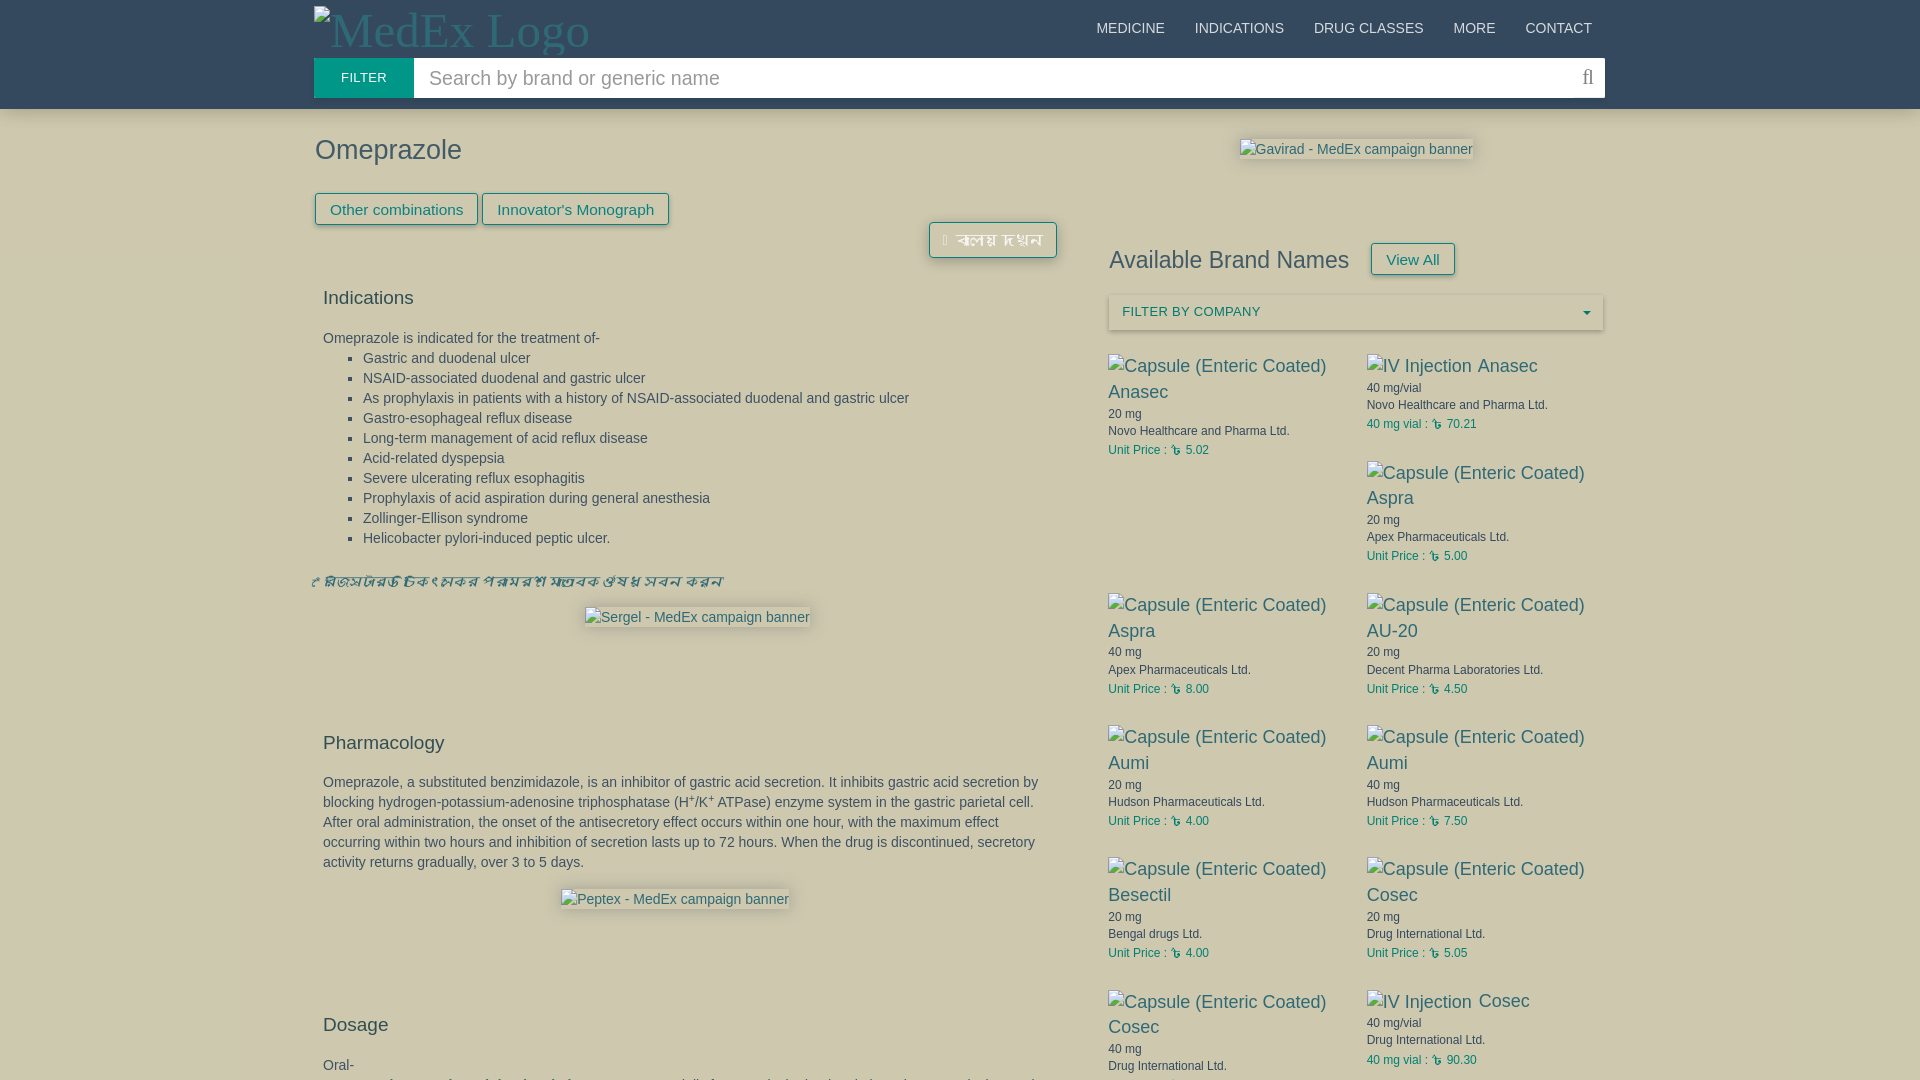 MedEx Logo
MEDICINE INDICATIONS DRUG CLASSES MORE CONTACT
FILTER Search by brand or generic name
Omeprazole
Other combinations Innovator's Monograph
Indications
Omeprazole is indicated for the treatment of-
Gastric and duodenal ulcer
NSAID-associated duodenal and gastric ulcer
As prophylaxis in patients with a history of NSAID-associated duodenal and gastric ulcer
Gastro-esophageal reflux disease
Long-term management of acid reflux disease
Acid-related dyspepsia
Severe ulcerating reflux esophagitis
Prophylaxis of acid aspiration during general anesthesia
Zollinger-Ellison syndrome
Helicobacter pylori-induced peptic ulcer.
Sergel - MedEx campaign banner
Pharmacology
Omeprazole, a substituted benzimidazole, is an inhibitor of gastric acid secretion. It inhibits gastric acid secretion by
blocking hydrogen-potassium-adenosine triphosphatase (H+/K+ ATPase) enzyme system in the gastric parietal cell.
After oral administration, the onset of the antisecretory effect occurs within one hour, with the maximum effect
occurring within two hours and inhibition of secretion lasts up to 72 hours. When the drug is discontinued, secretory
activity returns gradually, over 3 to 5 days.
Peptex - MedEx campaign banner
Dosage
Oral-
Gavirad - MedEx campaign banner
Available Brand Names View All
FILTER BY COMPANY
Capsule (Enteric Coated)
Anasec
20 mg
Novo Healthcare and Pharma Ltd.
Unit Price : ৳ 5.02
IV Injection Anasec
40 mg/vial
Novo Healthcare and Pharma Ltd.
40 mg vial : ৳ 70.21
Capsule (Enteric Coated)
Aspra
20 mg
Apex Pharmaceuticals Ltd.
Unit Price : ৳ 5.00
Capsule (Enteric Coated)
Aspra
40 mg
Apex Pharmaceuticals Ltd.
Unit Price : ৳ 8.00
Capsule (Enteric Coated)
AU-20
20 mg
Decent Pharma Laboratories Ltd.
Unit Price : ৳ 4.50
Capsule (Enteric Coated)
Aumi
20 mg
Hudson Pharmaceuticals Ltd.
Unit Price : ৳ 4.00
Capsule (Enteric Coated)
Aumi
40 mg
Hudson Pharmaceuticals Ltd.
Unit Price : ৳ 7.50
Capsule (Enteric Coated)
Besectil
20 mg
Bengal drugs Ltd.
Unit Price : ৳ 4.00
Capsule (Enteric Coated)
Cosec
20 mg
Drug International Ltd.
Unit Price : ৳ 5.05
Capsule (Enteric Coated)
Cosec
40 mg
Drug International Ltd.
IV Injection Cosec
40 mg/vial
Drug International Ltd.
40 mg vial : ৳ 90.30